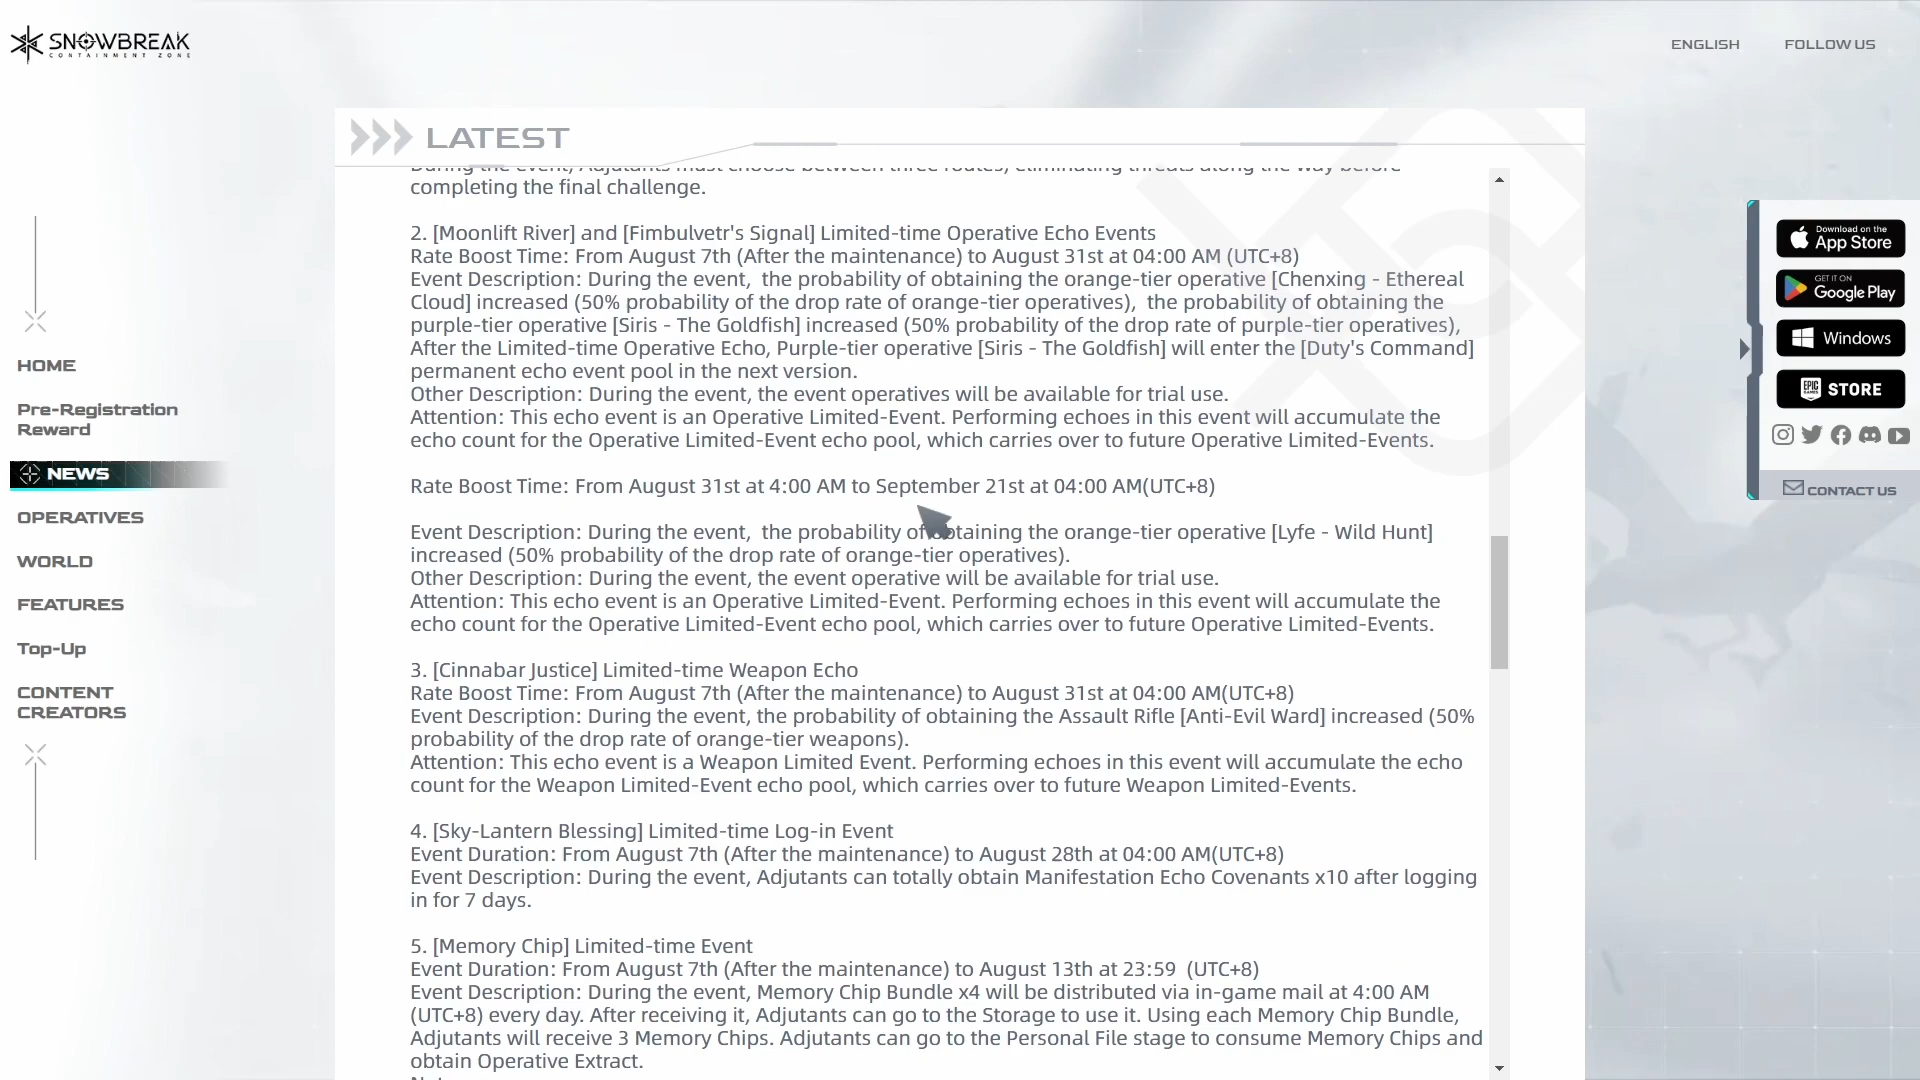 SNOWBREAK
CONTAINMENT ZONE
ENGLISH
FOLLOW US
LATEST
During the event, Adjutants must choose between three routes, eliminating threats along the way before
completing the final challenge.
2. [Moonlift River] and [Fimbulvetr's Signal] Limited-time Operative Echo Events
Rate Boost Time: From August 7th (After the maintenance) to August 31st at 04:00 AM (UTC+8)
Event Description: During the event,  the probability of obtaining the orange-tier operative [Chenxing - Ethereal
Cloud] increased (50% probability of the drop rate of orange-tier operatives),  the probability of obtaining the
purple-tier operative [Siris - The Goldfish] increased (50% probability of the drop rate of purple-tier operatives),
After the Limited-time Operative Echo, Purple-tier operative [Siris - The Goldfish] will enter the [Duty's Command]
permanent echo event pool in the next version.
Other Description: During the event, the event operatives will be available for trial use.
Attention: This echo event is an Operative Limited-Event. Performing echoes in this event will accumulate the
echo count for the Operative Limited-Event echo pool, which carries over to future Operative Limited-Events.
Rate Boost Time: From August 31st at 4:00 AM to September 21st at 04:00 AM(UTC+8)
Event Description: During the event,  the probability of obtaining the orange-tier operative [Lyfe - Wild Hunt]
increased (50% probability of the drop rate of orange-tier operatives).
Other Description: During the event, the event operative will be available for trial use.
Attention: This echo event is an Operative Limited-Event. Performing echoes in this event will accumulate the
echo count for the Operative Limited-Event echo pool, which carries over to future Operative Limited-Events.
3. [Cinnabar Justice] Limited-time Weapon Echo
Rate Boost Time: From August 7th (After the maintenance) to August 31st at 04:00 AM(UTC+8)
Event Description: During the event, the probability of obtaining the Assault Rifle [Anti-Evil Ward] increased (50%
probability of the drop rate of orange-tier weapons).
Attention: This echo event is a Weapon Limited Event. Performing echoes in this event will accumulate the echo
count for the Weapon Limited-Event echo pool, which carries over to future Weapon Limited-Events.
4. [Sky-Lantern Blessing] Limited-time Log-in Event
Event Duration: From August 7th (After the maintenance) to August 28th at 04:00 AM(UTC+8)
Event Description: During the event, Adjutants can totally obtain Manifestation Echo Covenants x10 after logging
in for 7 days.
5. [Memory Chip] Limited-time Event
Event Duration: From August 7th (After the maintenance) to August 13th at 23:59  (UTC+8)
Event Description: During the event, Memory Chip Bundle x4 will be distributed via in-game mail at 4:00 AM
(UTC+8) every day. After receiving it, Adjutants can go to the Storage to use it. Using each Memory Chip Bundle,
Adjutants will receive 3 Memory Chips. Adjutants can go to the Personal File stage to consume Memory Chips and
obtain Operative Extract.
HOME
Pre-Registration
Reward
NEWS
OPERATIVES
WORLD
FEATURES
Top-Up
CONTENT
CREATORS
Download on the
App Store
GET IT ON
Google Play
Windows
EPIC GAMES
STORE
CONTACT US